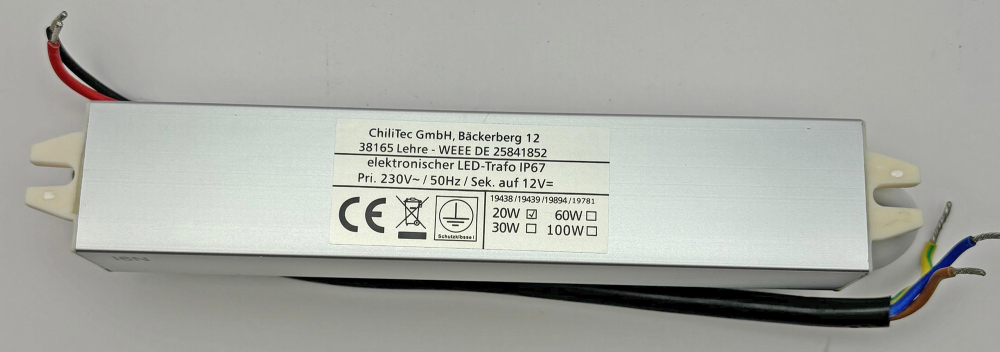 ChiliTec GmbH, Bäckerberg 12
38165 Lehre - WEEE DE 25841852
elektronischer LED-Trafo IP67
Pri. 230V~ / 50Hz / Sek. auf 12V=
CE
Schutzklasse I
19438 / 19439 / 19894 / 19781
20W ☑ 60W ☐
30W ☐ 100W ☐